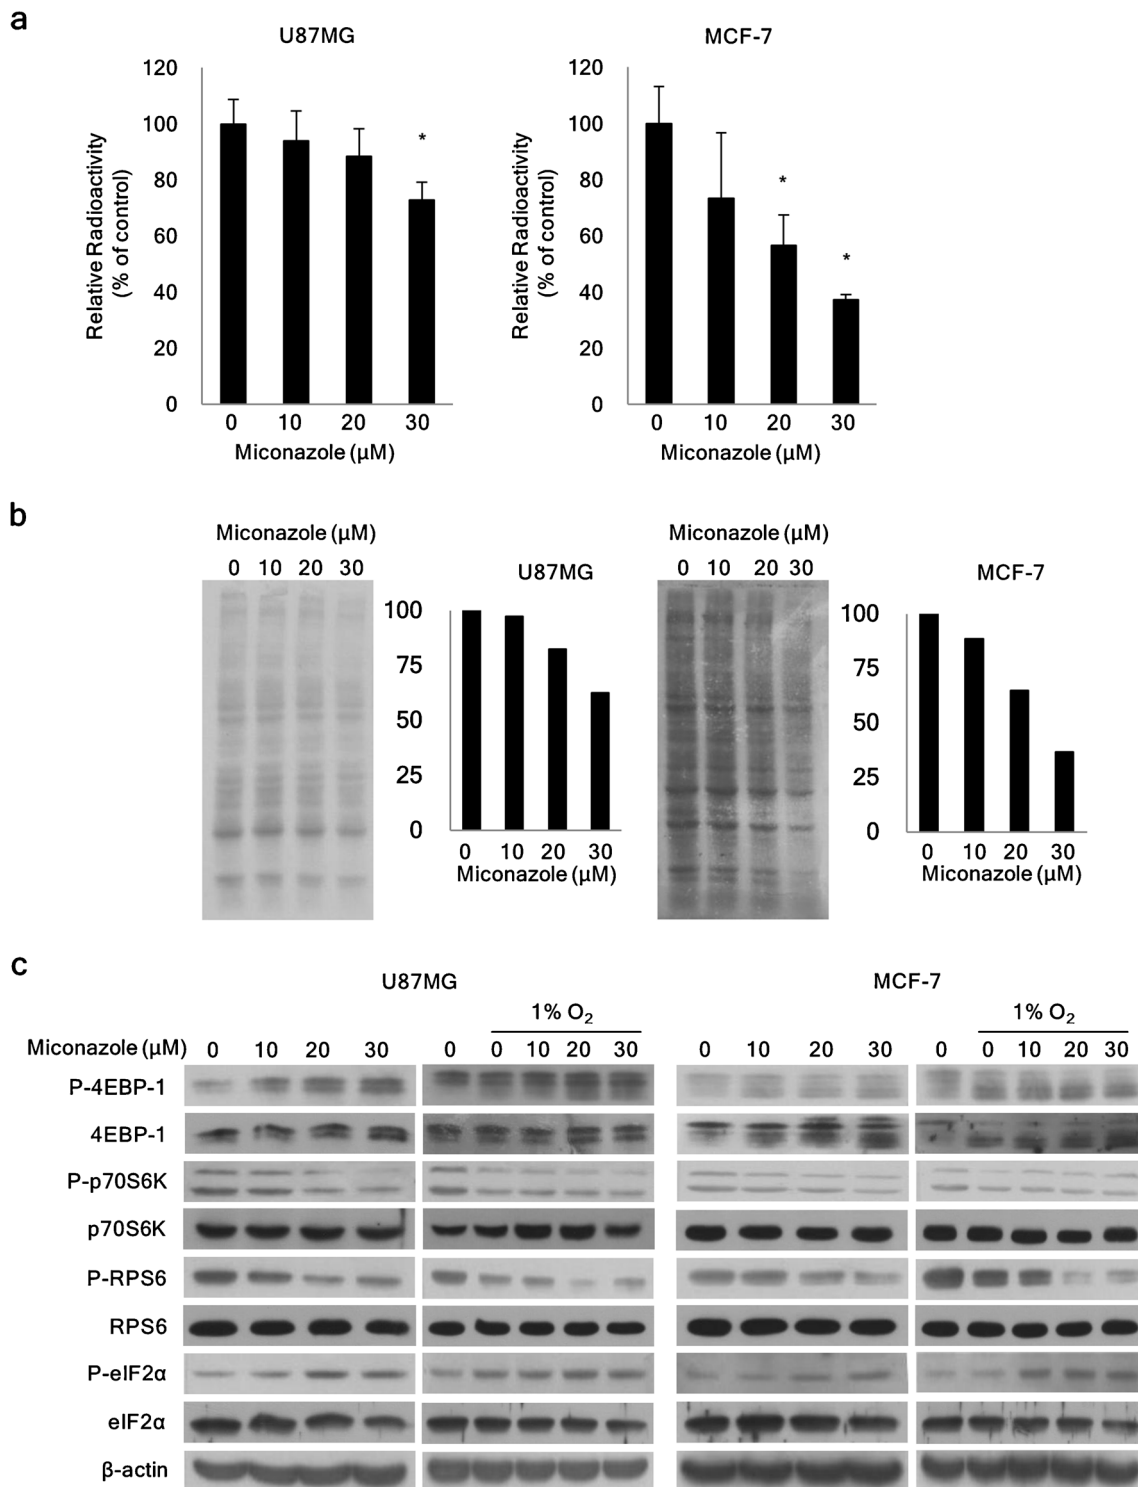 a
U87MG
MCF-7
Relative Radioactivity
(% of control)
120
100
80
60
40
20
0
0 10 20 30
Miconazole (μM)
*
Relative Radioactivity
(% of control)
120
100
80
60
40
20
0
0 10 20 30
Miconazole (μM)
*
*
b
Miconazole (μM)
0 10 20 30
U87MG
100
75
50
25
0
0 10 20 30
Miconazole (μM)
Miconazole (μM)
0 10 20 30
MCF-7
100
75
50
25
0
0 10 20 30
Miconazole (μM)
c
U87MG
MCF-7
1% O₂
1% O₂
Miconazole (μM) 0 10 20 30 0 0 10 20 30 0 10 20 30 0 0 10 20 30
P-4EBP-1
4EBP-1
P-p70S6K
p70S6K
P-RPS6
RPS6
P-eIF2α
eIF2α
β-actin